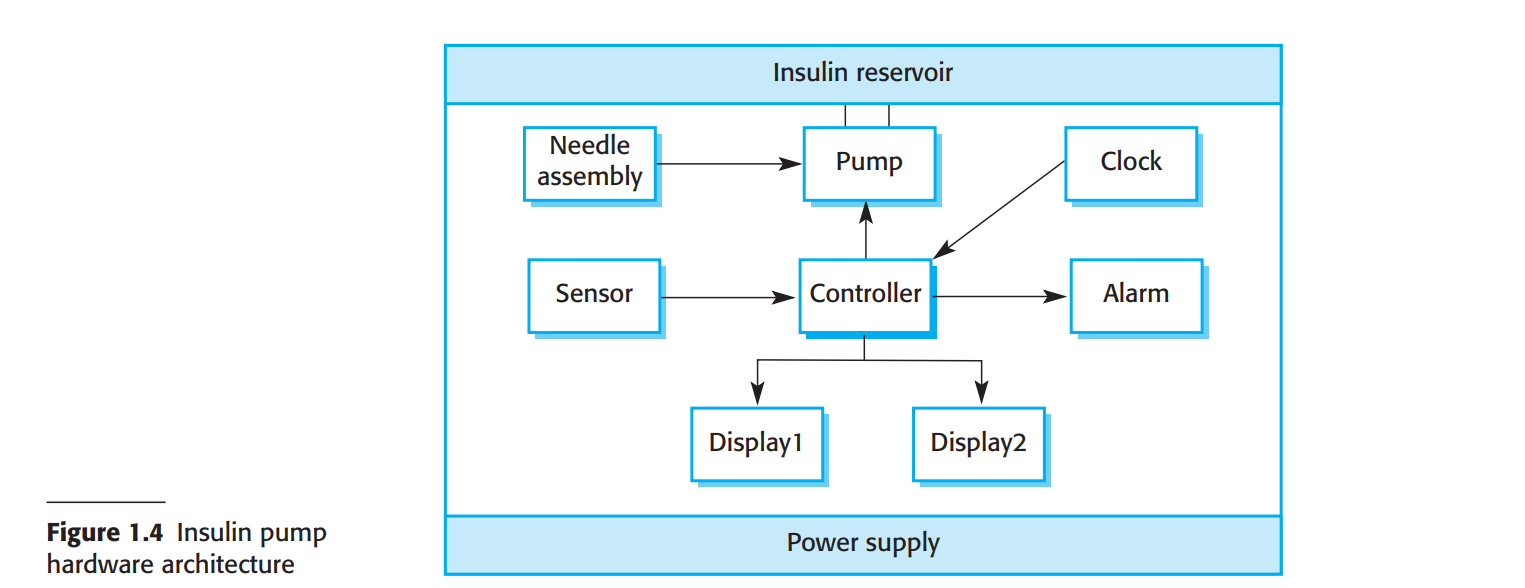 Insulin reservoir
Needle
assembly
Pump
Clock
Sensor
Controller
Alarm
Display1
Display2
Power supply
Figure 1.4 Insulin pump
hardware architecture